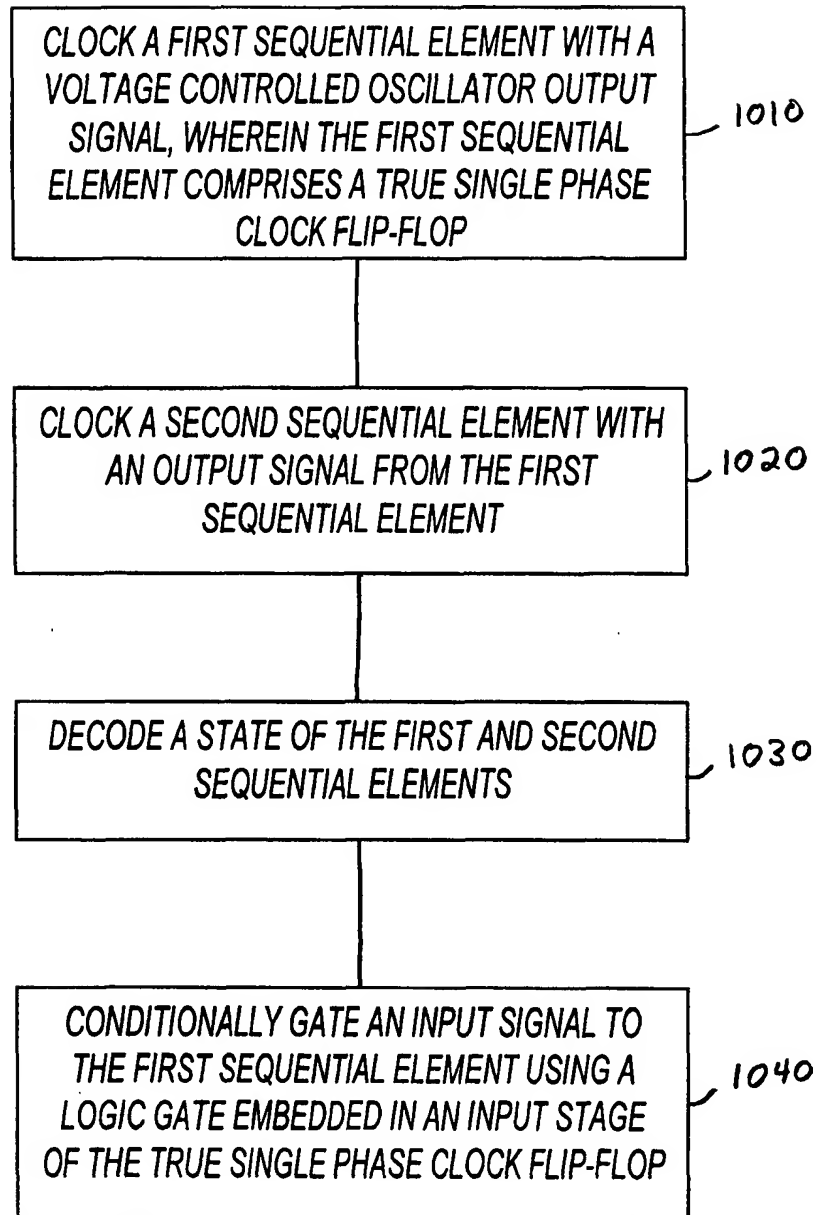 CLOCK A FIRST SEQUENTIAL ELEMENT WITH A
VOLTAGE CONTROLLED OSCILLATOR OUTPUT
SIGNAL, WHEREIN THE FIRST SEQUENTIAL
ELEMENT COMPRISES A TRUE SINGLE PHASE
CLOCK FLIP-FLOP
1010
CLOCK A SECOND SEQUENTIAL ELEMENT WITH
AN OUTPUT SIGNAL FROM THE FIRST
SEQUENTIAL ELEMENT
1020
DECODE A STATE OF THE FIRST AND SECOND
SEQUENTIAL ELEMENTS
1030
CONDITIONALLY GATE AN INPUT SIGNAL TO
THE FIRST SEQUENTIAL ELEMENT USING A
LOGIC GATE EMBEDDED IN AN INPUT STAGE
OF THE TRUE SINGLE PHASE CLOCK FLIP-FLOP
1040